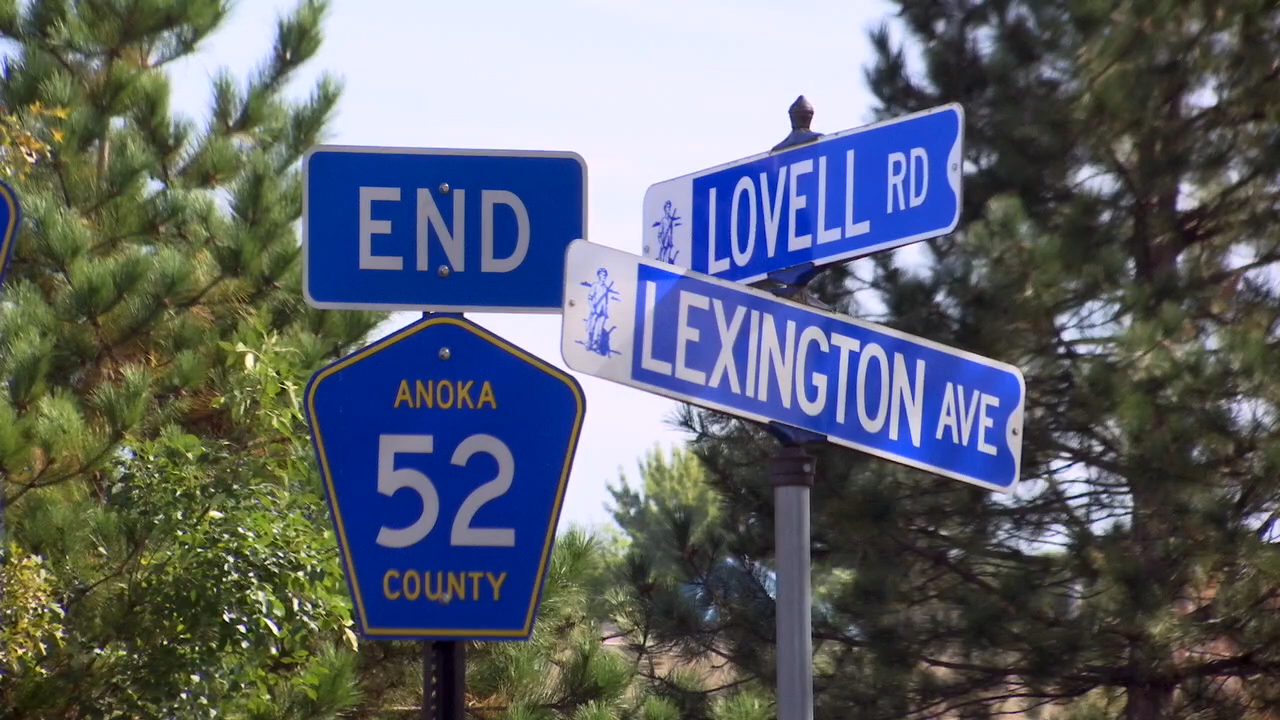 END
ANOKA
52
COUNTY
LOVELL RD
LEXINGTON AVE